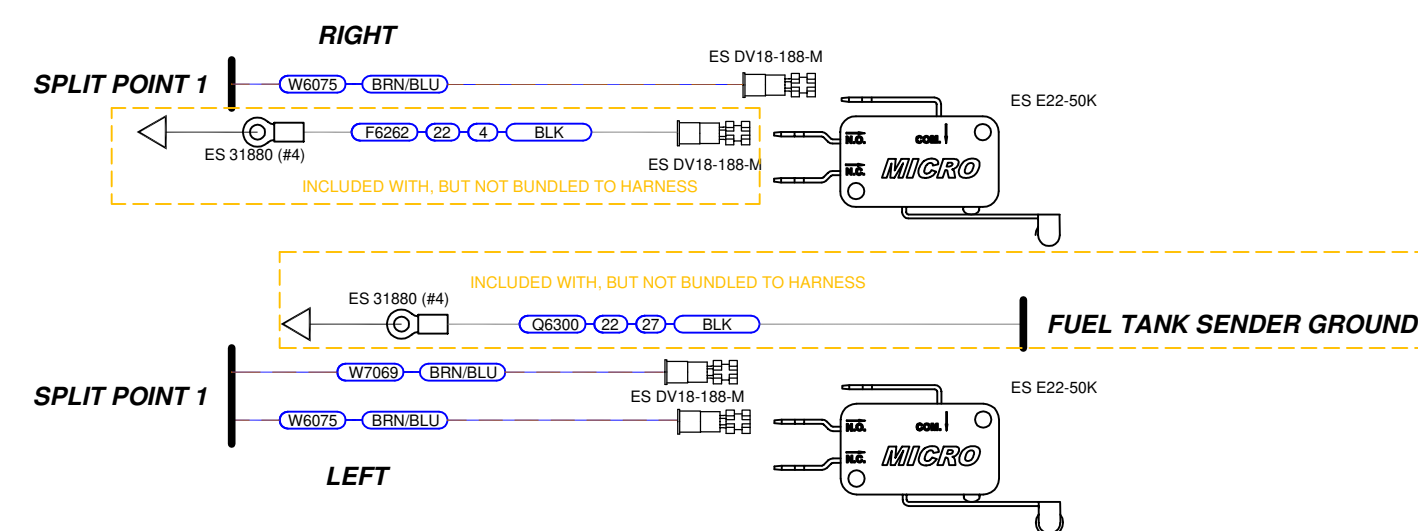 RIGHT
ES DV18-188-M
SPLIT POINT 1
W6075 BRN/BLU
ES E22-50K
F6262 22 4 BLK
ES 31880 (#4)
ES DV18-188-M
N.O. COM.
N.C. MICRO
INCLUDED WITH, BUT NOT BUNDLED TO HARNESS
INCLUDED WITH, BUT NOT BUNDLED TO HARNESS
ES 31880 (#4)
Q6300 22 27 BLK
FUEL TANK SENDER GROUND
W7069 BRN/BLU
ES E22-50K
SPLIT POINT 1
ES DV18-188-M
W6075 BRN/BLU
N.O. COM.
N.C. MICRO
LEFT